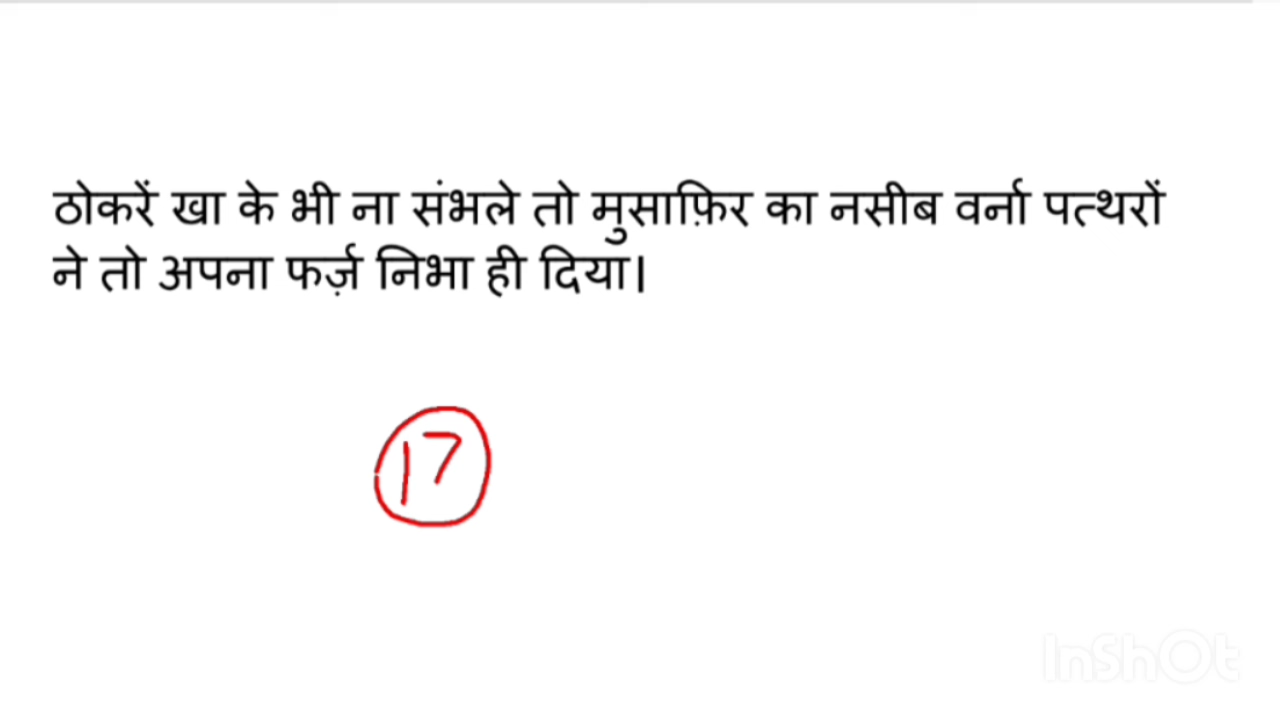 ठोकरें खा के भी ना संभले तो मुसाफ़िर का नसीब वर्ना पत्थरों
ने तो अपना फर्ज़ निभा ही दिया।
17
InShOt